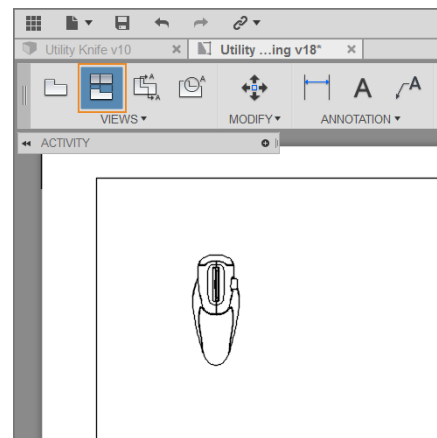 Utility Knife v10 × Utility ...ing v18* ×
A A A A
VIEWS ▾ MODIFY ▾ ANNOTATION ▾
ACTIVITY